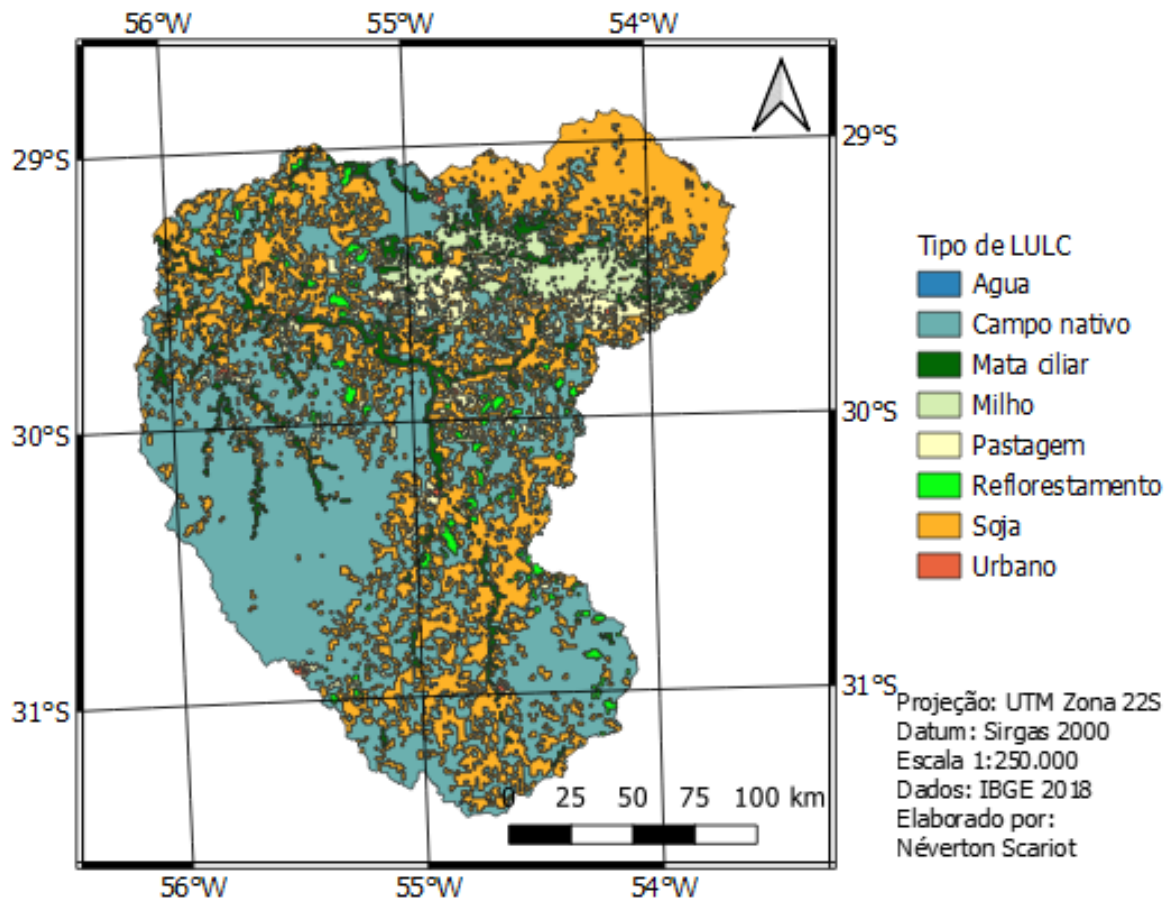 56°W 55°W 54°W
29°S 29°S
30°S 30°S
31°S 31°S
0 25 50 75 100 km
56°W 55°W 54°W
Tipo de LULC
Agua
Campo nativo
Mata ciliar
Milho
Pastagem
Reflorestamento
Soja
Urbano
Projeção: UTM Zona 22S
Datum: Sirgas 2000
Escala 1:250.000
Dados: IBGE 2018
Elaborado por:
Néverton Scariot